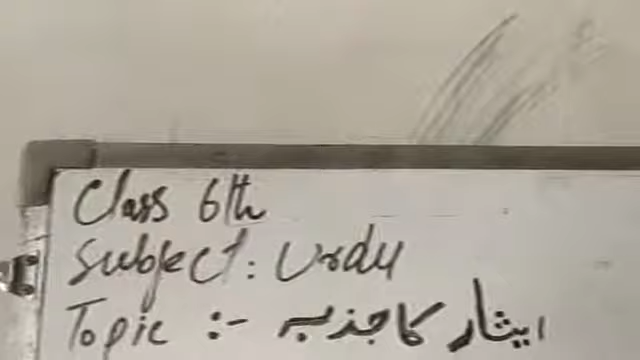 Class 6th
Subject: Urdu
Topic :- ایثار کا جذبہ